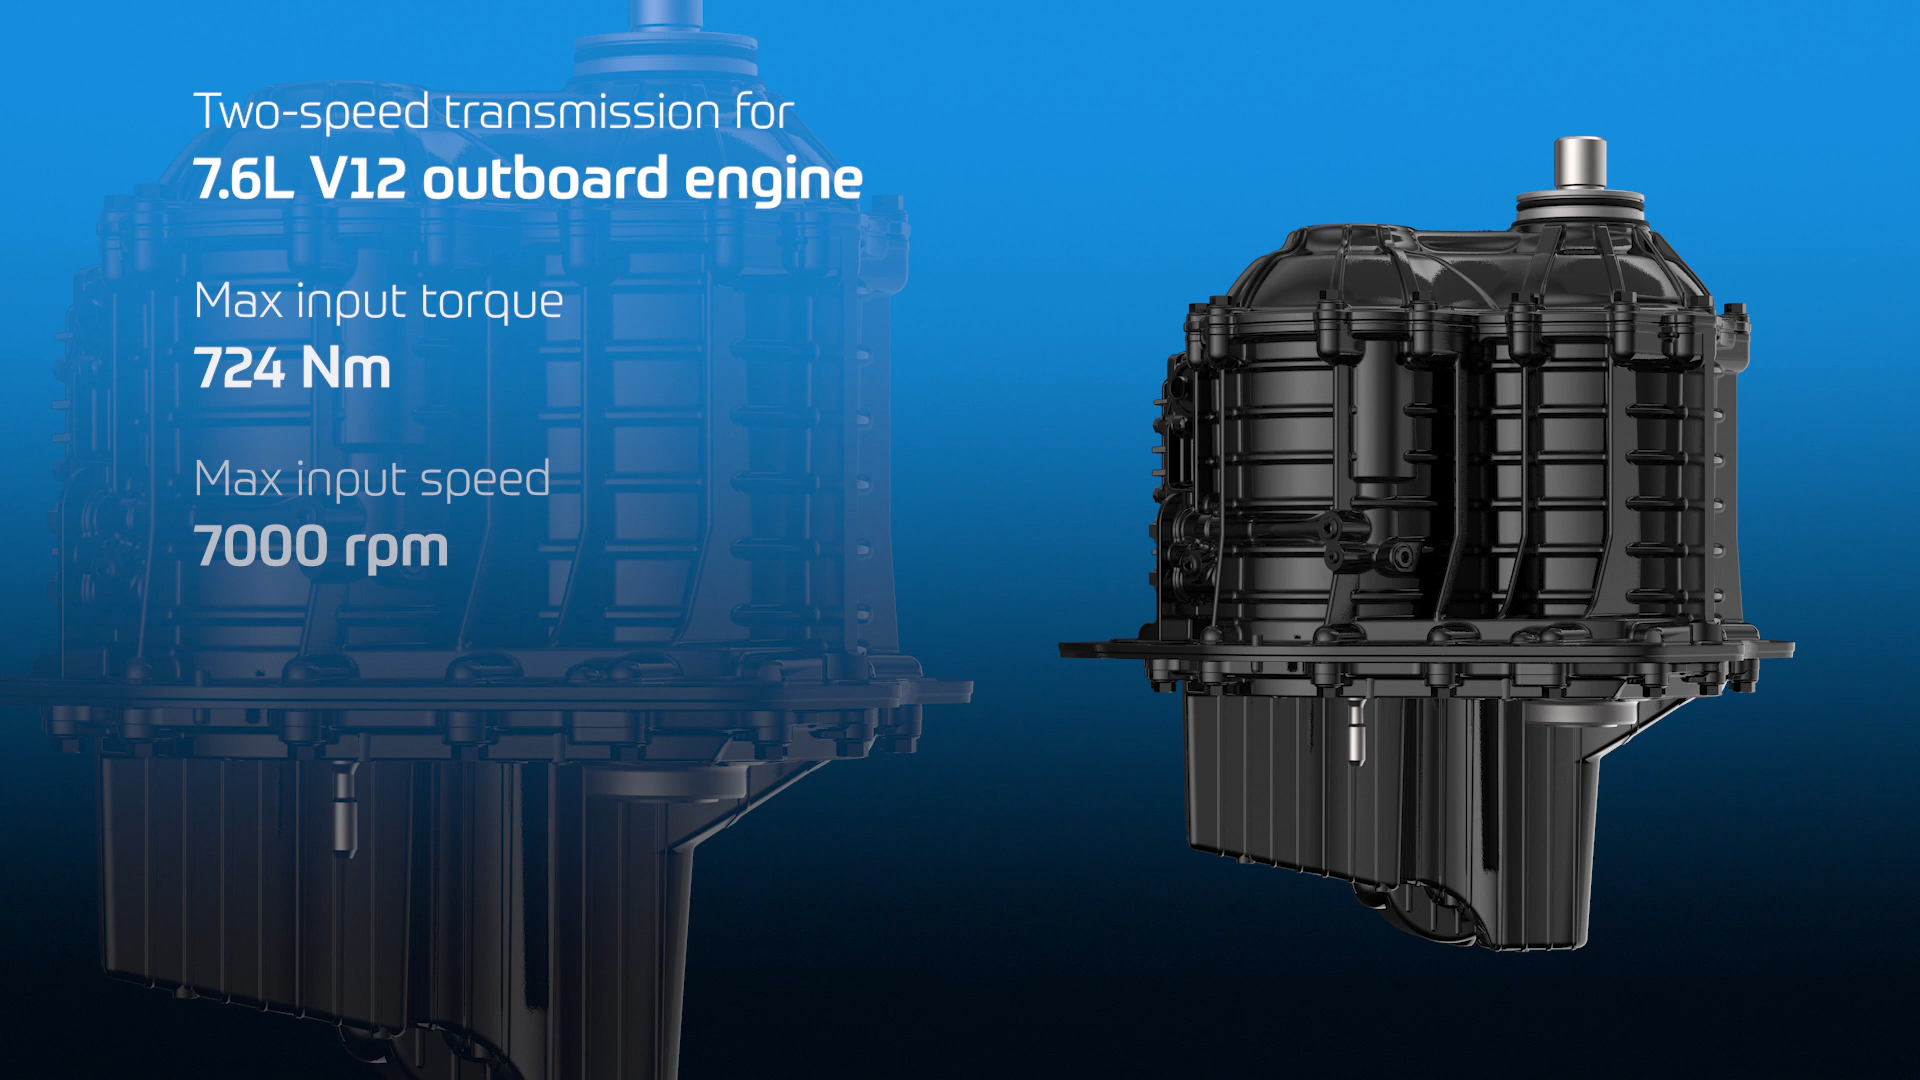 Two-speed transmission for
7.6L V12 outboard engine
Max input torque
724 Nm
Max input speed
7000 rpm